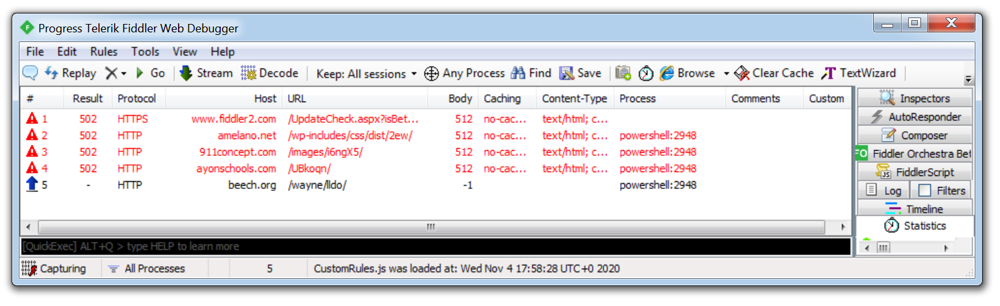 Progress Telerik Fiddler Web Debugger
File Edit Rules Tools View Help
Replay Go Stream Decode Keep: All sessions Any Process Find Save Browse Clear Cache TextWizard
# Result Protocol Host URL Body Caching Content-Type Process Comments Custom
1 502 HTTPS www.fiddler2.com /UpdateCheck.aspx?isBet... 512 no-cac... text/html; c...
2 502 HTTP amelano.net /wp-includes/css/dist/2ew/ 512 no-cac... text/html; c... powershell:2948
3 502 HTTP 911concept.com /images/i6ngX5/ 512 no-cac... text/html; c... powershell:2948
4 502 HTTP ayonschools.com /UBkoqn/ 512 no-cac... text/html; c... powershell:2948
5 - HTTP beech.org /wayne/lldo/ -1 powershell:2948
Inspectors
AutoResponder
Composer
FO Fiddler Orchestra Bet
JS FiddlerScript
Log Filters
Timeline
Statistics
[QuickExec] ALT+Q > type HELP to learn more
Capturing All Processes 5 CustomRules.js was loaded at: Wed Nov 4 17:58:28 UTC+0 2020